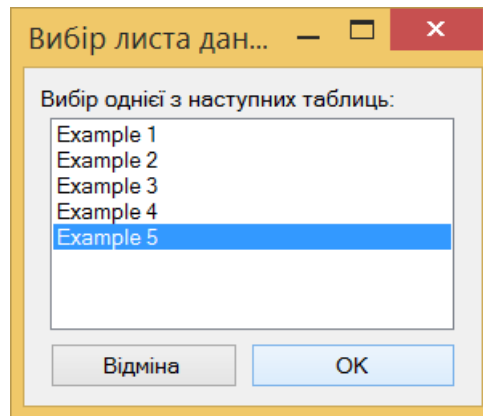 Вибір листа дан...
Вибір однієї з наступних таблиць:
Example 1
Example 2
Example 3
Example 4
Example 5
Відміна
OK